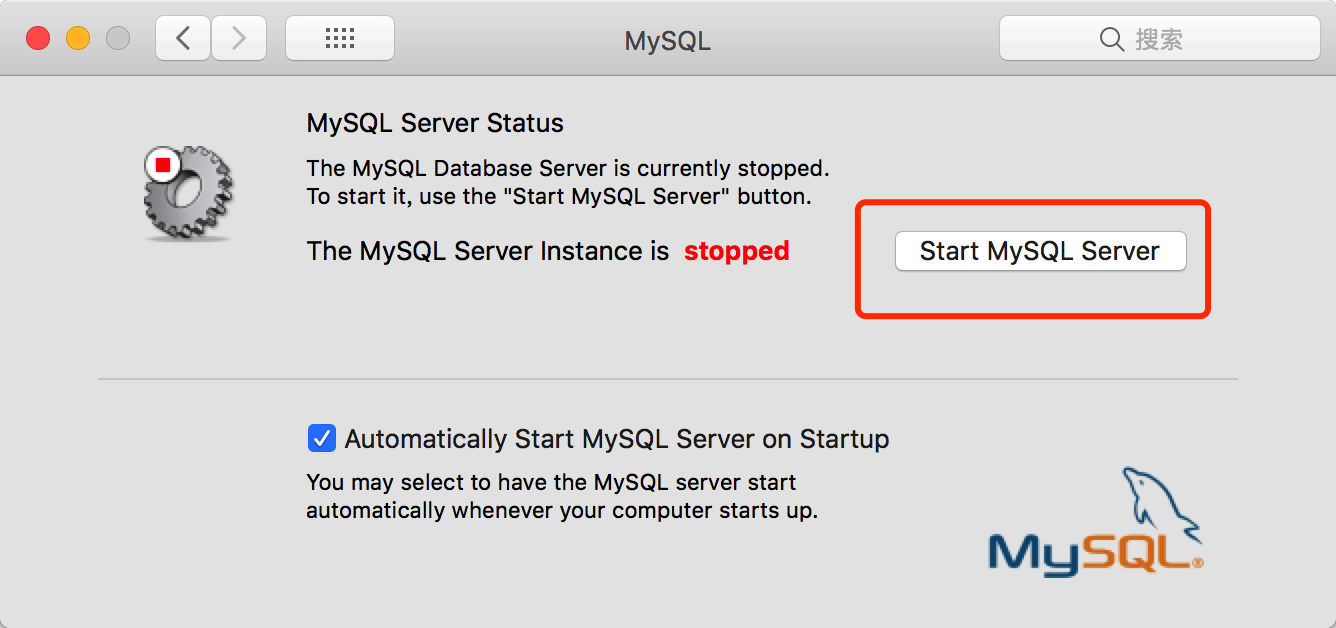 MySQL
搜索
MySQL Server Status
The MySQL Database Server is currently stopped.
To start it, use the "Start MySQL Server" button.
The MySQL Server Instance is stopped
Start MySQL Server
Automatically Start MySQL Server on Startup
You may select to have the MySQL server start
automatically whenever your computer starts up.
MySQL®